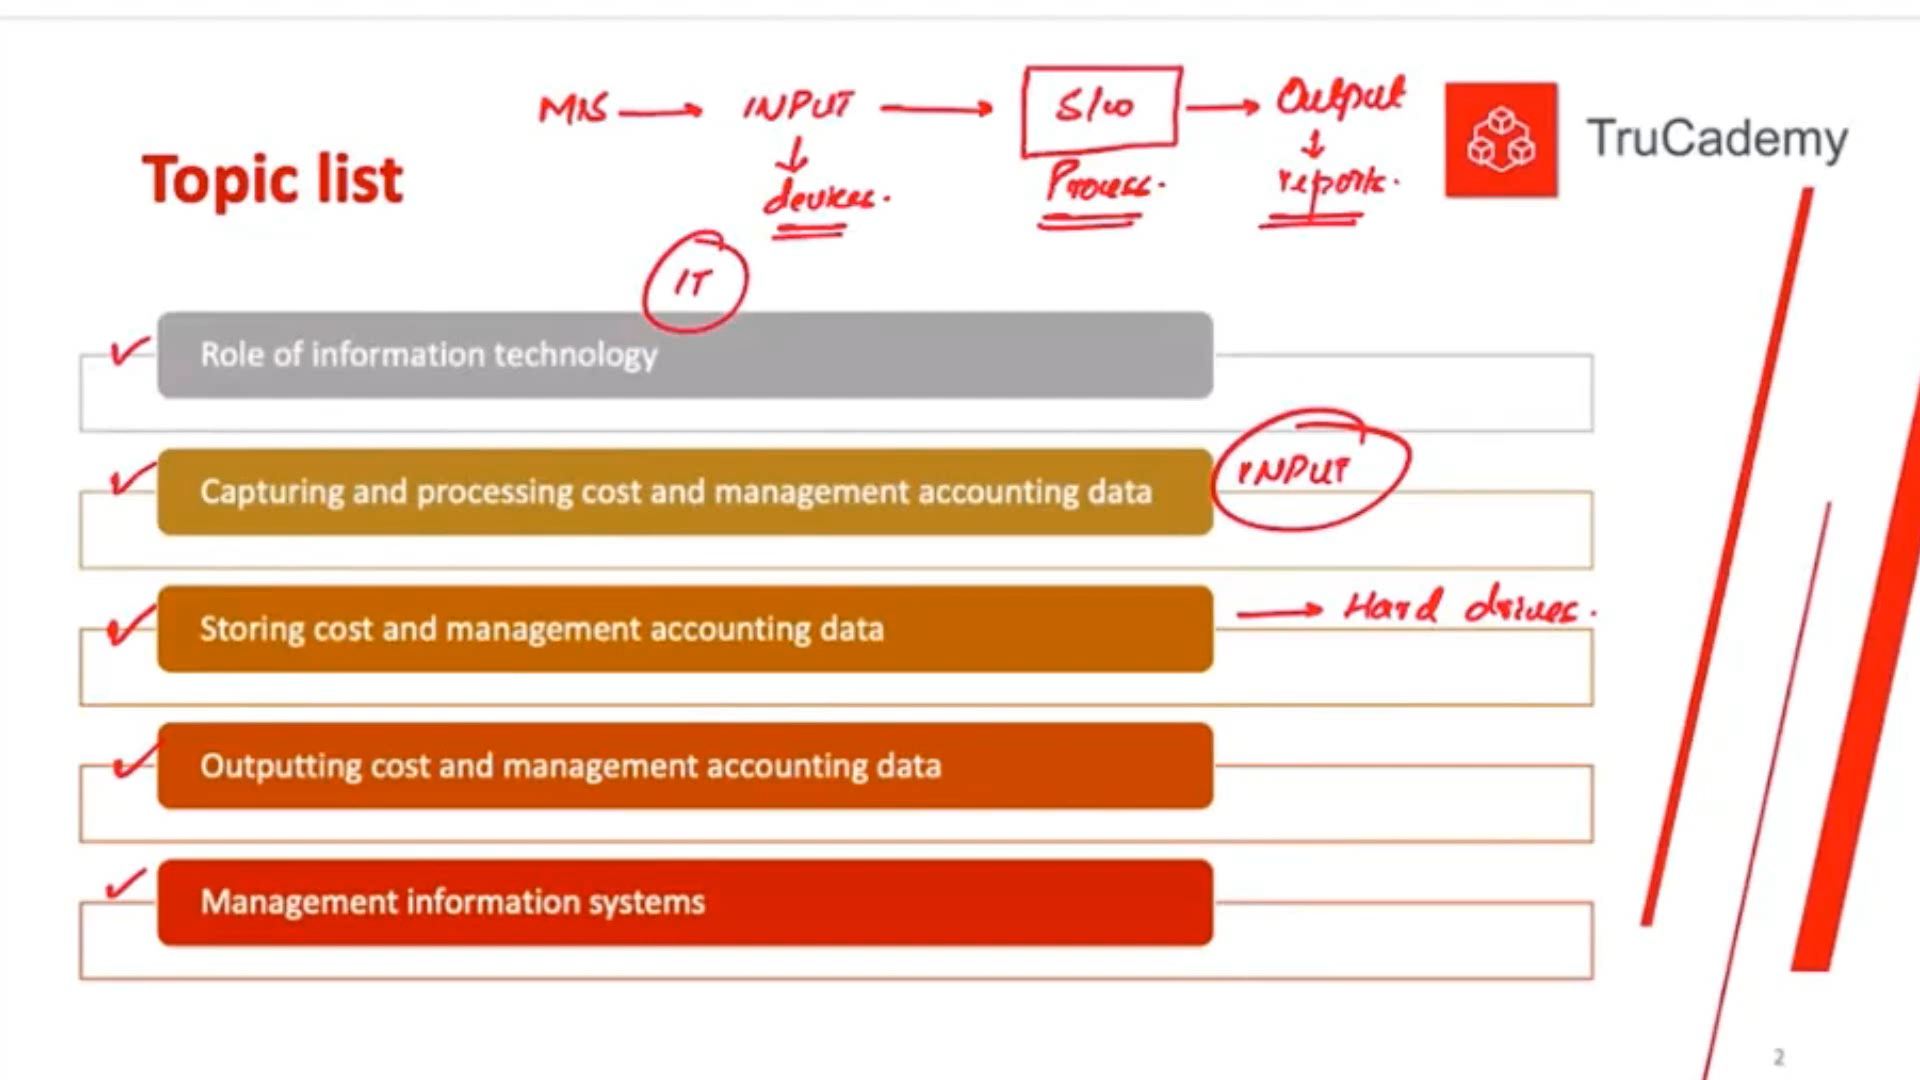 MIS → INPUT → S/W → Output
TruCademy
Topic list
devices.
Process.
reports.
IT
Role of information technology
INPUT
Capturing and processing cost and management accounting data
→ Hard drives.
Storing cost and management accounting data
Outputting cost and management accounting data
Management information systems
2